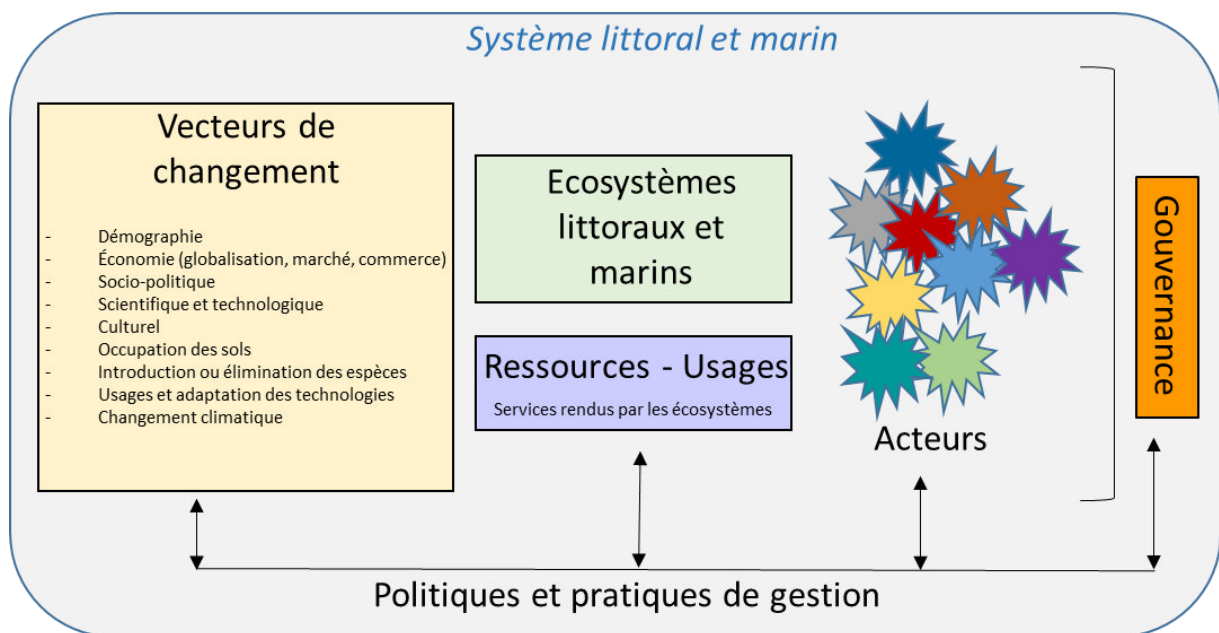 Système littoral et marin
Vecteurs de
changement
- Démographie
- Économie (globalisation, marché, commerce)
- Socio-politique
- Scientifique et technologique
- Culturel
- Occupation des sols
- Introduction ou élimination des espèces
- Usages et adaptation des technologies
- Changement climatique
Ecosystèmes
littoraux et
marins
Ressources - Usages
Services rendus par les écosystèmes
Acteurs
Gouvernance
Politiques et pratiques de gestion